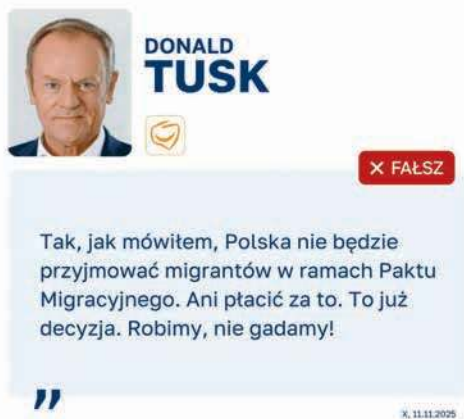 DONALD
TUSK
× FAŁSZ
Tak, jak mówiłem, Polska nie będzie
przyjmować migrantów w ramach Paktu
Migracyjnego. Ani płacić za to. To już
decyzja. Robimy, nie gadamy!
”
X, 11.11.2025